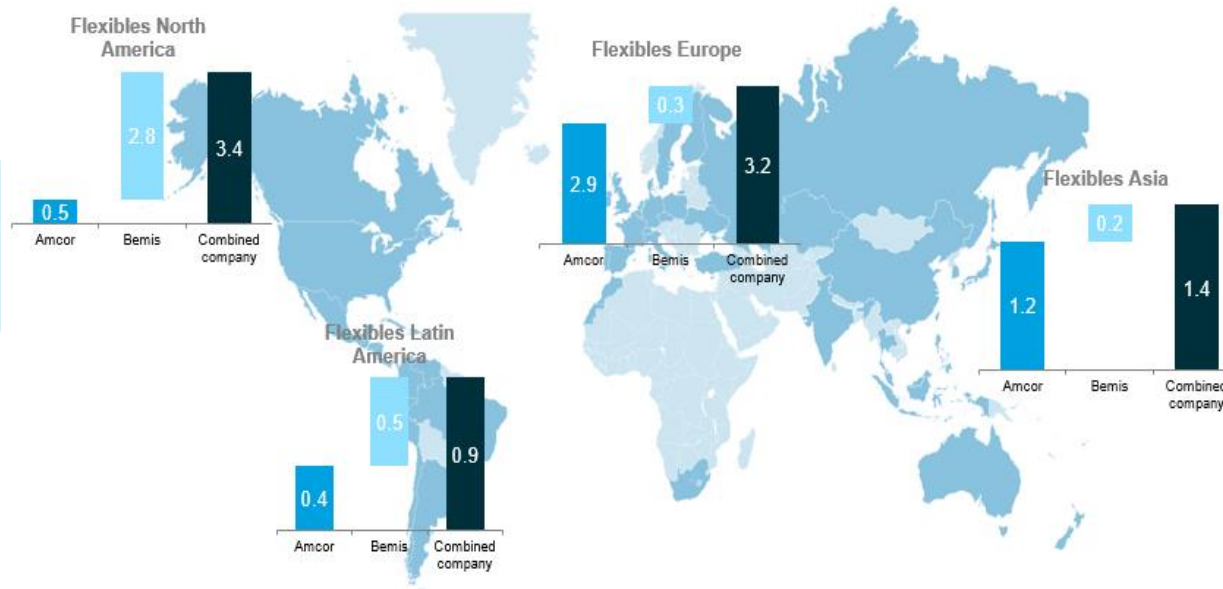 Flexibles North
America
2.8
3.4
0.5
Amcor
Bemis
Combined
company
Flexibles Europe
0.3
2.9
3.2
Amcor
Bemis
Combined
company
Flexibles Asia
0.2
1.2
1.4
Amcor
Bemis
Combined
company
Flexibles Latin
America
0.5
0.9
0.4
Amcor
Bemis
Combined
company